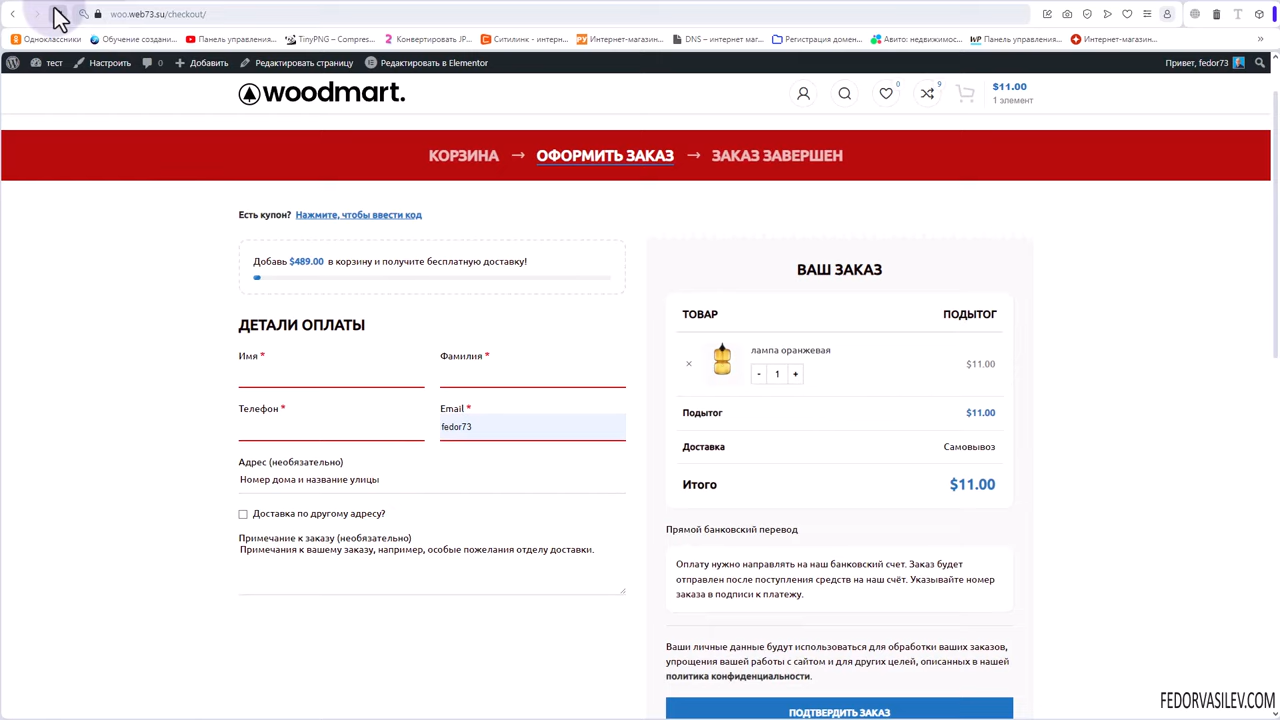 woo.web73.su/checkout/
Одноклассники
Обучение создани...
Панель управления...
TinyPNG – Compres...
Конвертировать JP...
Ситилинк - интерн...
Интернет-магазин...
DNS – интернет маг...
Регистрация домен...
Авито: недвижимос...
Панель управления...
Интернет-магазин...
»
тест
Настроить
0
Добавить
Редактировать страницу
Редактировать в Elementor
Привет, fedor73
woodmart.
0
9
$11.00
1 элемент
КОРЗИНА → ОФОРМИТЬ ЗАКАЗ → ЗАКАЗ ЗАВЕРШЕН
Есть купон? Нажмите, чтобы ввести код
Добавь $489.00 в корзину и получите бесплатную доставку!
ДЕТАЛИ ОПЛАТЫ
Имя *
Фамилия *
Телефон *
Email *
fedor73
Адрес (необязательно)
Номер дома и название улицы
Доставка по другому адресу?
Примечание к заказу (необязательно)
Примечания к вашему заказу, например, особые пожелания отделу доставки.
ВАШ ЗАКАЗ
ТОВАР ПОДЫТОГ
лампа оранжевая
× - 1 + $11.00
Подытог $11.00
Доставка Самовывоз
Итого $11.00
Прямой банковский перевод
Оплату нужно направлять на наш банковский счет. Заказ будет
отправлен после поступления средств на наш счёт. Указывайте номер
заказа в подписи к платежу.
Ваши личные данные будут использоваться для обработки ваших заказов,
упрощения вашей работы с сайтом и для других целей, описанных в нашей
политика конфиденциальности.
ПОДТВЕРДИТЬ ЗАКАЗ
FEDORVASILEV.COM